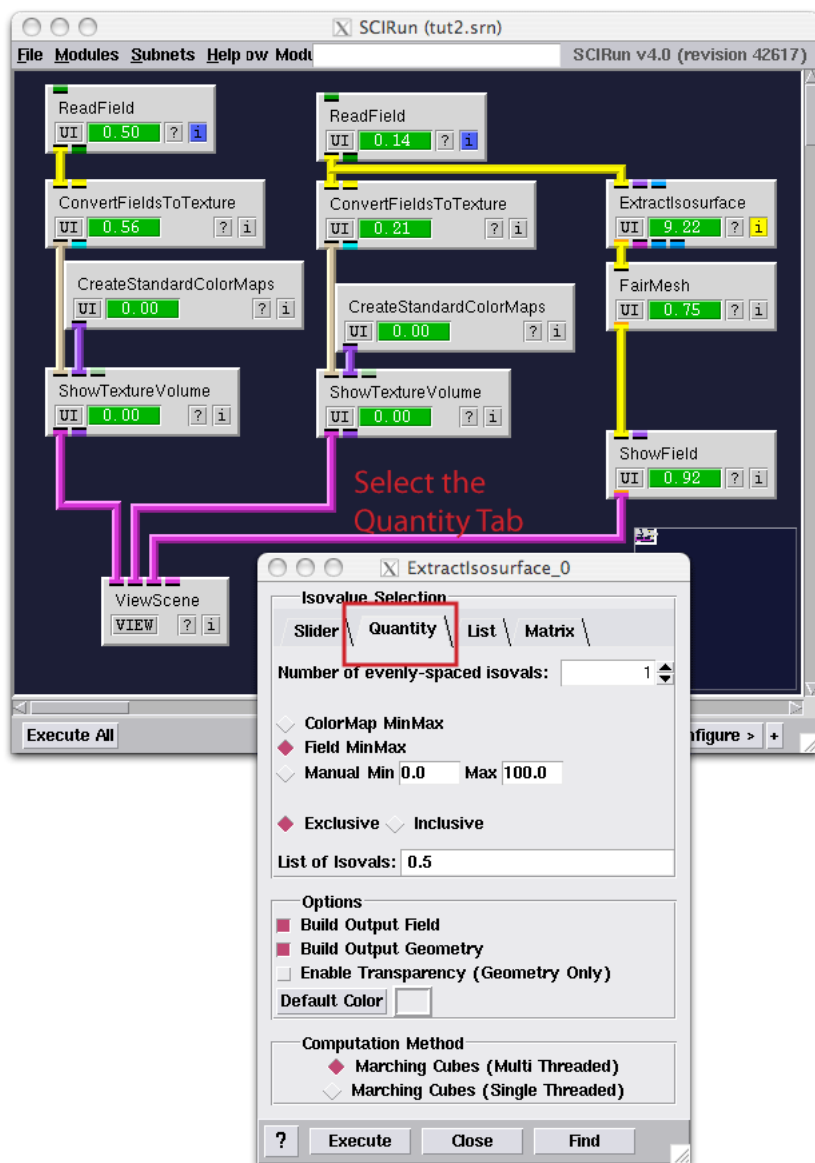 SCIRun (tut2.srn)
File Modules Subnets Help ow Modu SCIRun v4.0 (revision 42617)
ReadField
UI 0.50 ? i
ReadField
UI 0.14 ? i
ConvertFieldsToTexture
UI 0.56 ? i
ConvertFieldsToTexture
UI 0.21 ? i
ExtractIsosurface
UI 9.22 ? i
CreateStandardColorMaps
UI 0.00 ? i
CreateStandardColorMaps
UI 0.00 ? i
FairMesh
UI 0.75 ? i
ShowTextureVolume
UI 0.00 ? i
ShowTextureVolume
UI 0.00 ? i
ShowField
UI 0.92 ? i
Select the
Quantity Tab
ViewScene
VIEW ? i
Execute All
nfigure > +
ExtractIsosurface_0
Isovalue Selection
Slider Quantity List Matrix
Number of evenly-spaced isovals: 1
ColorMap MinMax
Field MinMax
Manual Min 0.0 Max 100.0
Exclusive Inclusive
List of Isovals: 0.5
Options
Build Output Field
Build Output Geometry
Enable Transparency (Geometry Only)
Default Color
Computation Method
Marching Cubes (Multi Threaded)
Marching Cubes (Single Threaded)
? Execute Close Find